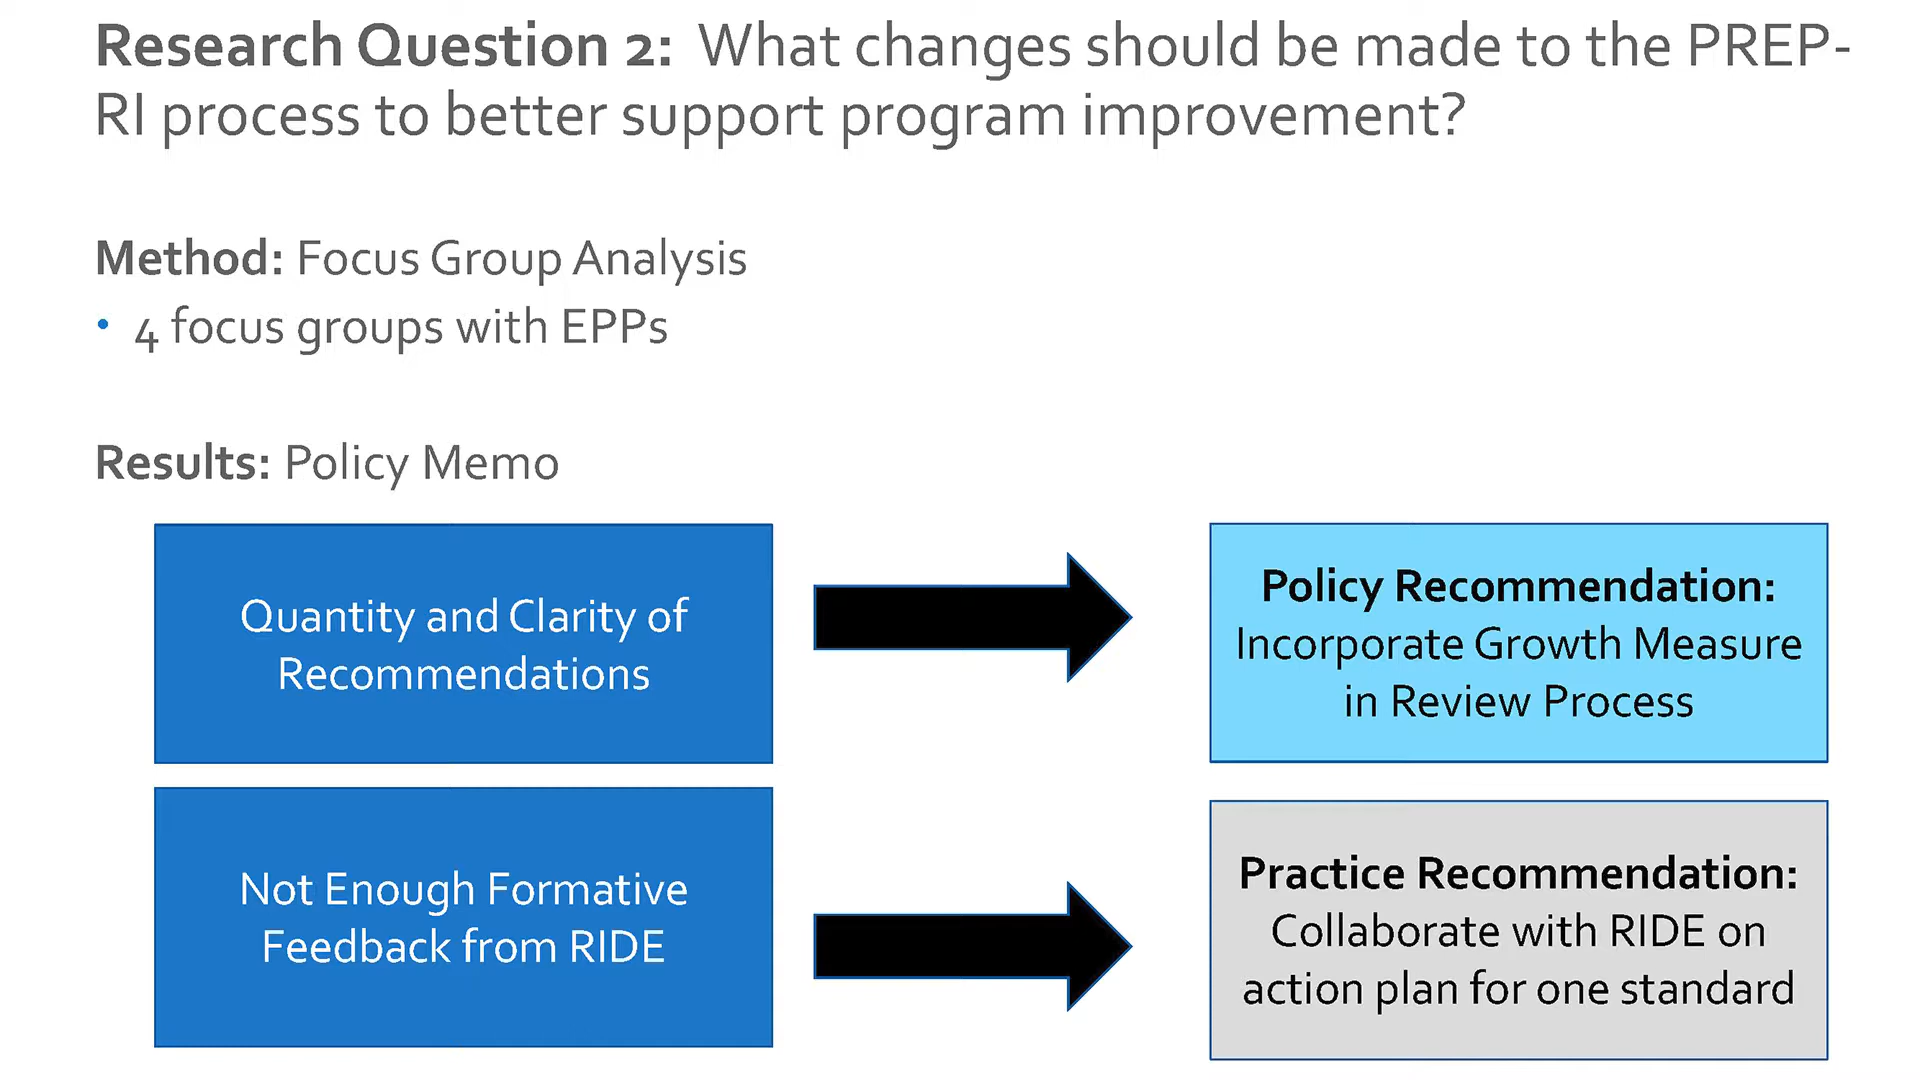 Research Question 2: What changes should be made to the PREP-
RI process to better support program improvement?
Method: Focus Group Analysis
• 4 focus groups with EPPs
Results: Policy Memo
Quantity and Clarity of
Recommendations
Policy Recommendation:
Incorporate Growth Measure
in Review Process
Not Enough Formative
Feedback from RIDE
Practice Recommendation:
Collaborate with RIDE on
action plan for one standard